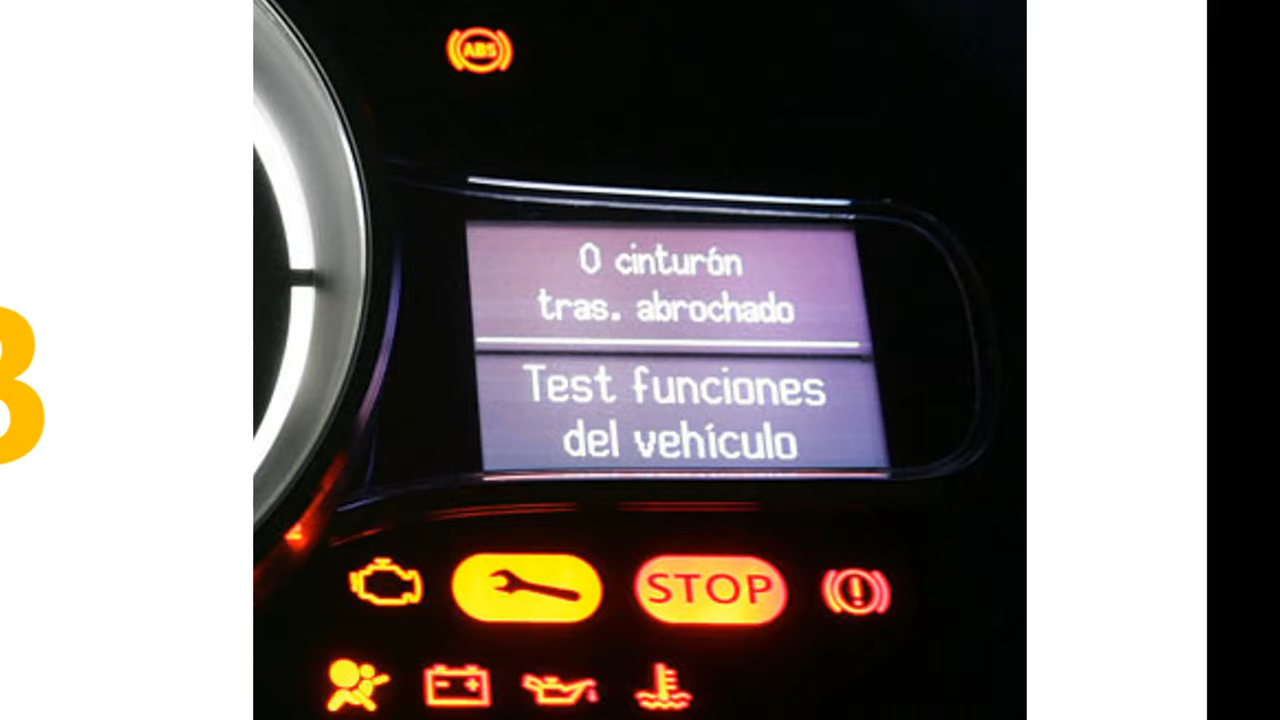 ABS
0 cinturón
tras. abrochado
Test funciones
del vehículo
STOP